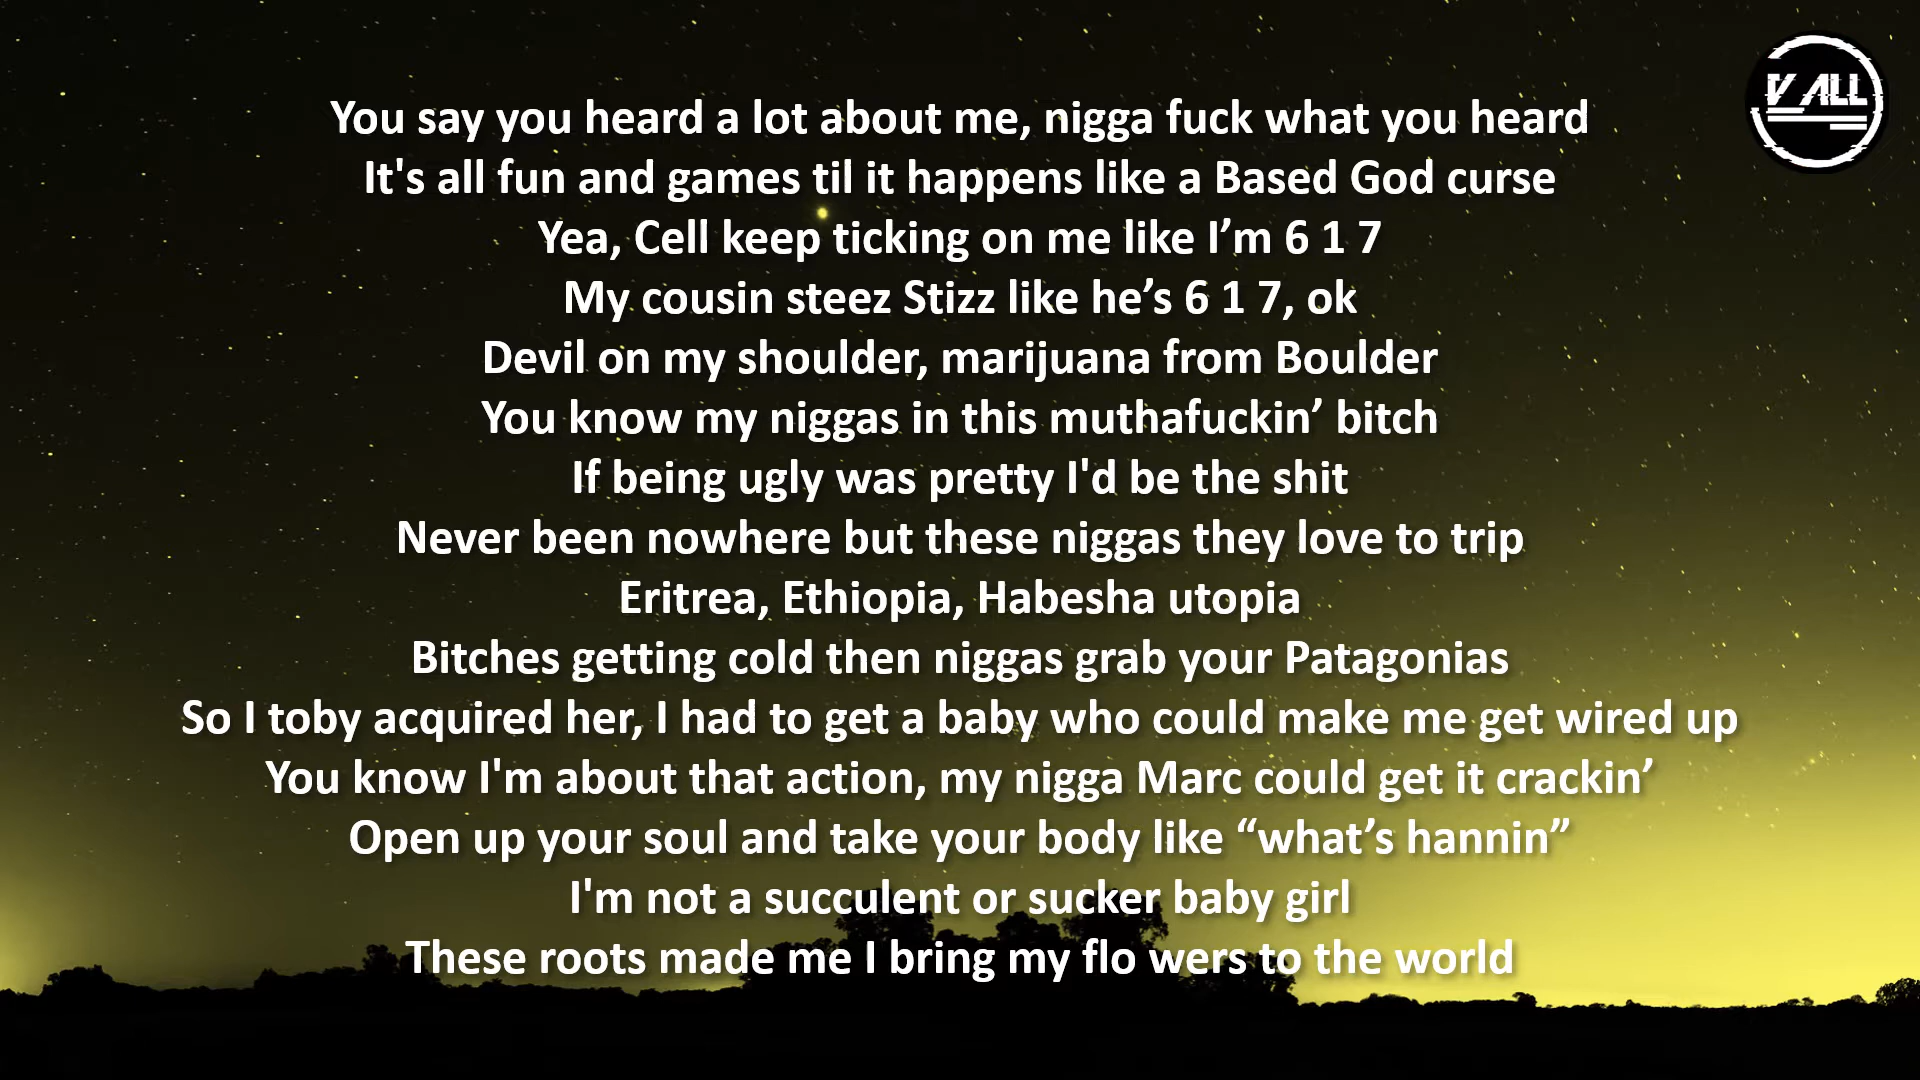 V ALL
You say you heard a lot about me, nigga fuck what you heard
It's all fun and games til it happens like a Based God curse
Yea, Cell keep ticking on me like I’m 6 1 7
My cousin steez Stizz like he’s 6 1 7, ok
Devil on my shoulder, marijuana from Boulder
You know my niggas in this muthafuckin’ bitch
If being ugly was pretty I'd be the shit
Never been nowhere but these niggas they love to trip
Eritrea, Ethiopia, Habesha utopia
Bitches getting cold then niggas grab your Patagonias
So I toby acquired her, I had to get a baby who could make me get wired up
You know I'm about that action, my nigga Marc could get it crackin’
Open up your soul and take your body like “what’s hannin”
I'm not a succulent or sucker baby girl
These roots made me I bring my flo wers to the world